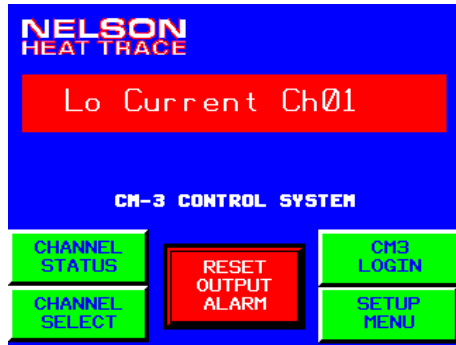 NELSON
HEAT TRACE
Lo Current Ch01
CM-3 CONTROL SYSTEM
CHANNEL
STATUS
RESET
OUTPUT
ALARM
CM3
LOGIN
CHANNEL
SELECT
SETUP
MENU